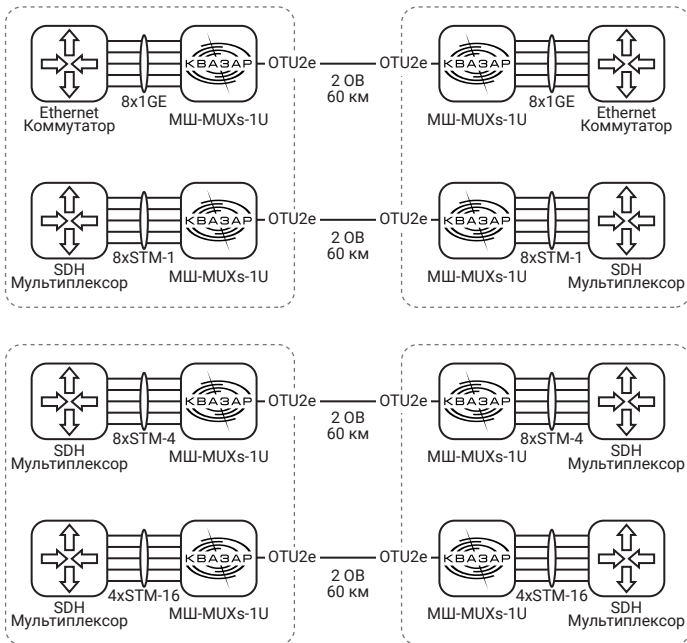 КВАЗАР
OTU2e
OTU2e
КВАЗАР
2 ОВ
60 км
8x1GE
8x1GE
Ethernet
Коммутатор
МШ-MUXs-1U
МШ-MUXs-1U
Ethernet
Коммутатор
КВАЗАР
OTU2e
OTU2e
КВАЗАР
2 ОВ
60 км
8xSTM-1
8xSTM-1
SDH
Мультиплексор
МШ-MUXs-1U
МШ-MUXs-1U
SDH
Мультиплексор
КВАЗАР
OTU2e
OTU2e
КВАЗАР
2 ОВ
60 км
8xSTM-4
8xSTM-4
SDH
Мультиплексор
МШ-MUXs-1U
МШ-MUXs-1U
SDH
Мультиплексор
КВАЗАР
OTU2e
OTU2e
КВАЗАР
2 ОВ
60 км
4xSTM-16
4xSTM-16
SDH
Мультиплексор
МШ-MUXs-1U
МШ-MUXs-1U
SDH
Мультиплексор